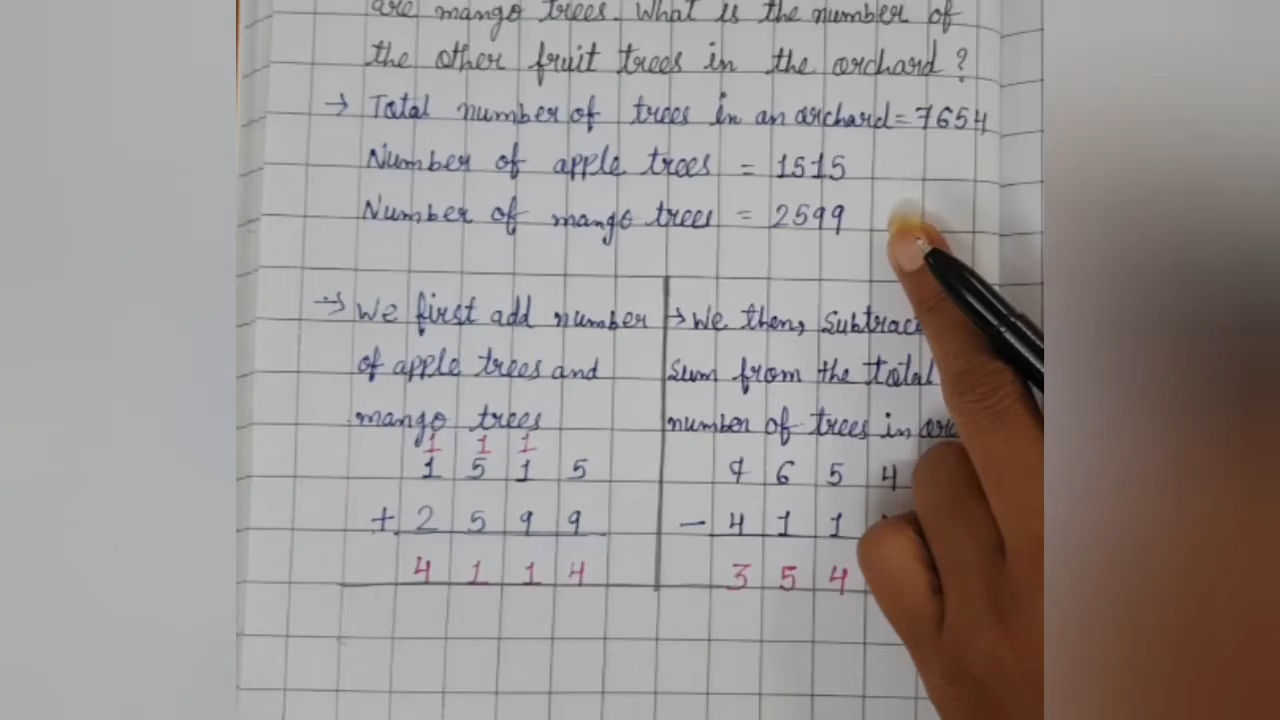 are mango trees. What is the number of
the other fruit trees in the orchard?
→ Total number of trees in an orchard = 7654
Number of apple trees = 1515
Number of mango trees = 2599
→ We first add number
of apple trees and
mango trees
1 1 1
1 5 1 5
+ 2 5 9 9
4 1 1 4
→ We then, Subtrac
Sum from the total
number of trees in
7 6 5 4
- 4 1 1
3 5 4